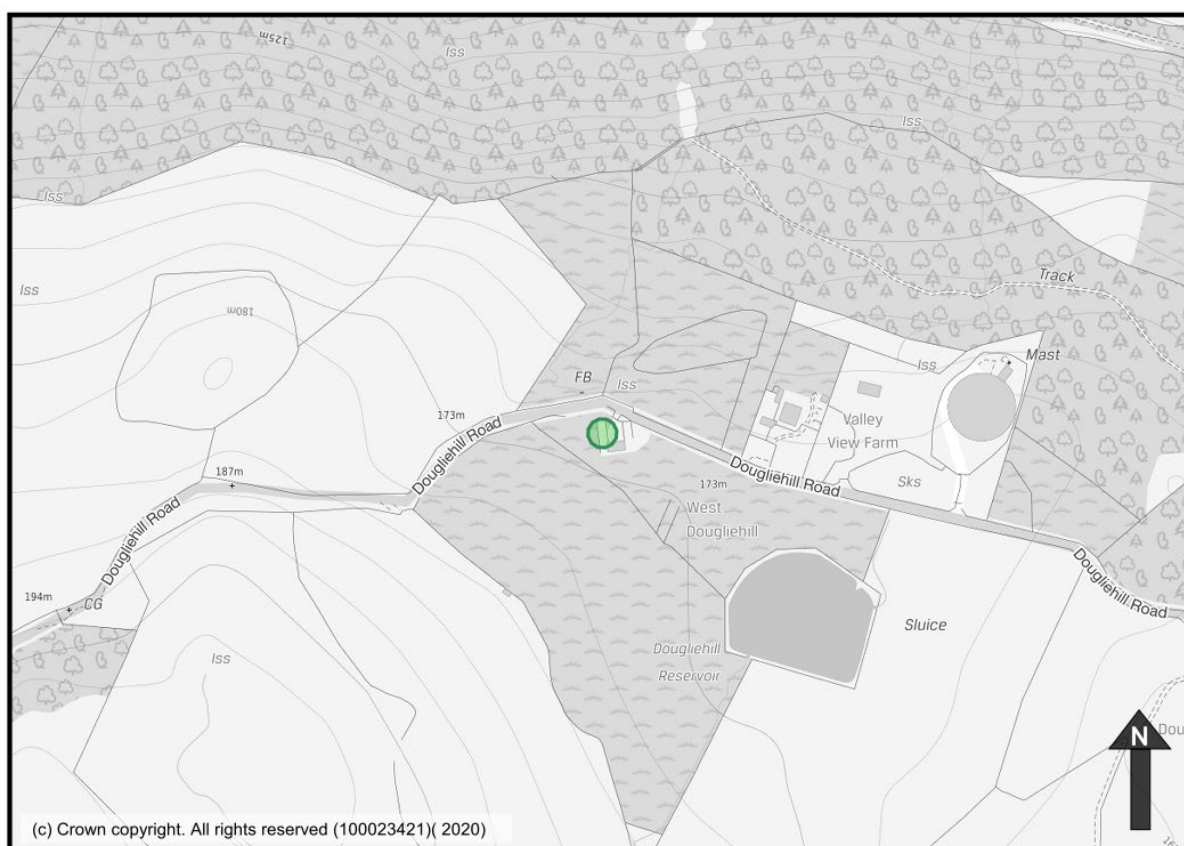 125m
Iss
Iss
Iss
Track
Iss
180m
Mast
Iss
FB
Iss
173m
Valley
View Farm
Dougliehill Road
Dougliehill Road
187m
Sks
173m
West
Dougliehill
Dougliehill Road
Dougliehill Road
194m
CG
Sluice
Iss
Dougliehill
Reservoir
N
Dou
(c) Crown copyright. All rights reserved (100023421)( 2020)